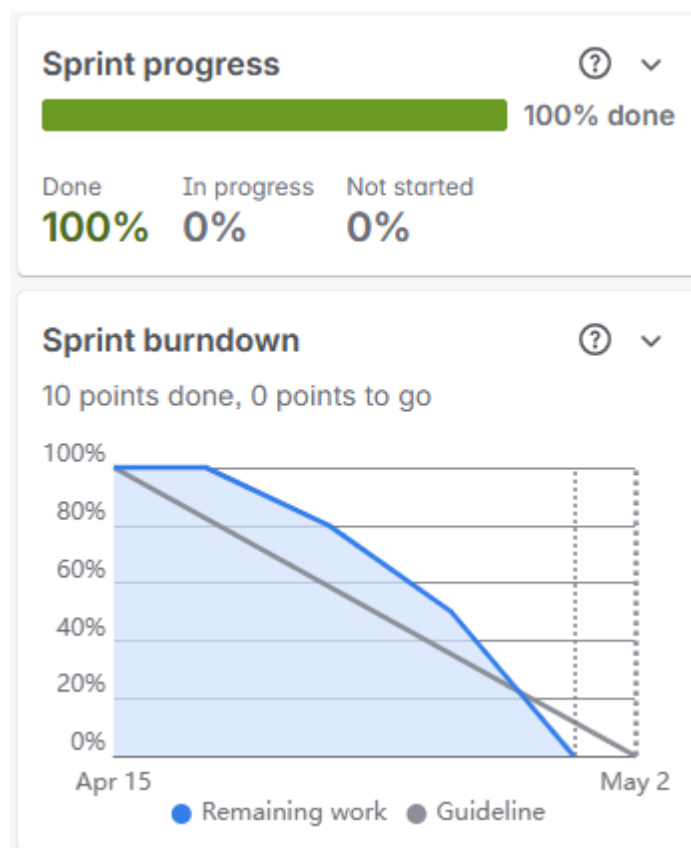 Sprint progress
100% done
Done In progress Not started
100% 0% 0%
Sprint burndown
10 points done, 0 points to go
100%
80%
60%
40%
20%
0%
Apr 15 May 2
Remaining work Guideline